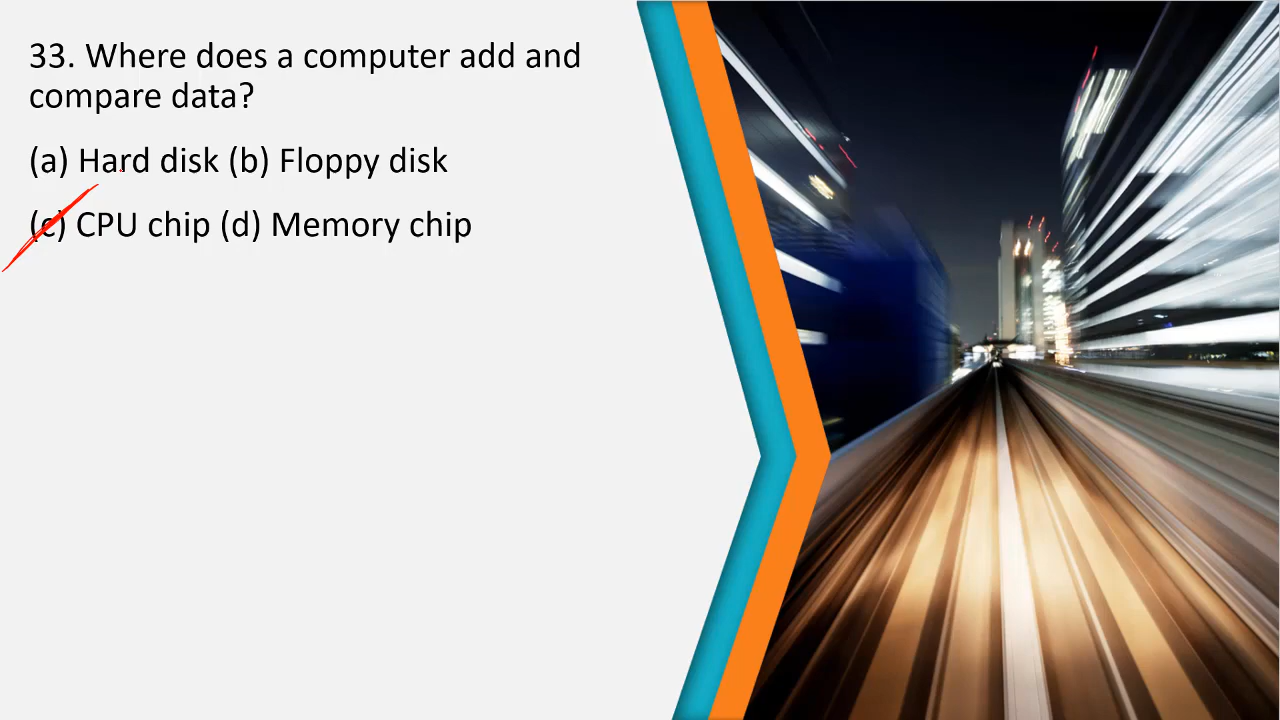 33. Where does a computer add and
compare data?
(a) Hard disk (b) Floppy disk
(c) CPU chip (d) Memory chip